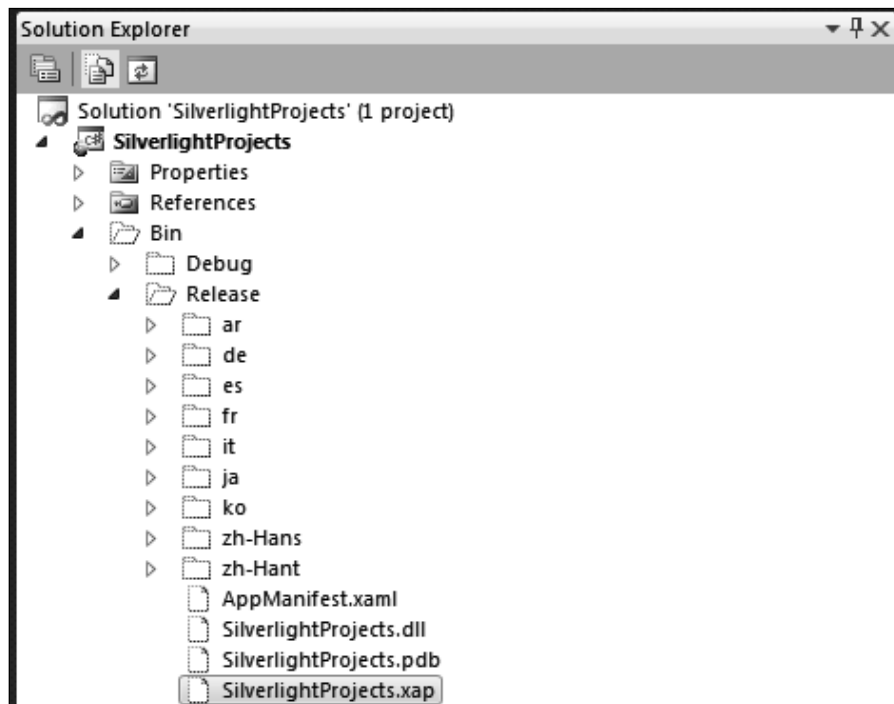 Solution Explorer
Solution 'SilverlightProjects' (1 project)
C# SilverlightProjects
Properties
References
Bin
Debug
Release
ar
de
es
fr
it
ja
ko
zh-Hans
zh-Hant
AppManifest.xaml
SilverlightProjects.dll
SilverlightProjects.pdb
SilverlightProjects.xap